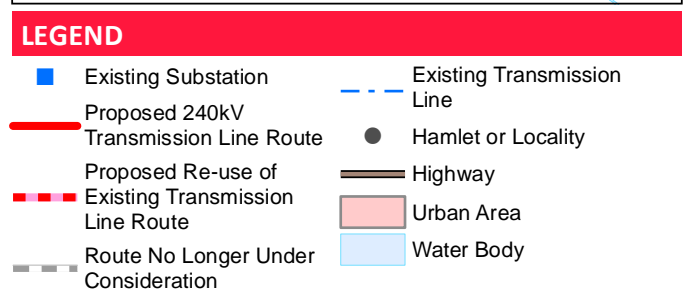 LEGEND
Existing Substation
Proposed 240kV
Transmission Line Route
Proposed Re-use of
Existing Transmission
Line Route
Route No Longer Under
Consideration
Existing Transmission
Line
Hamlet or Locality
Highway
Urban Area
Water Body